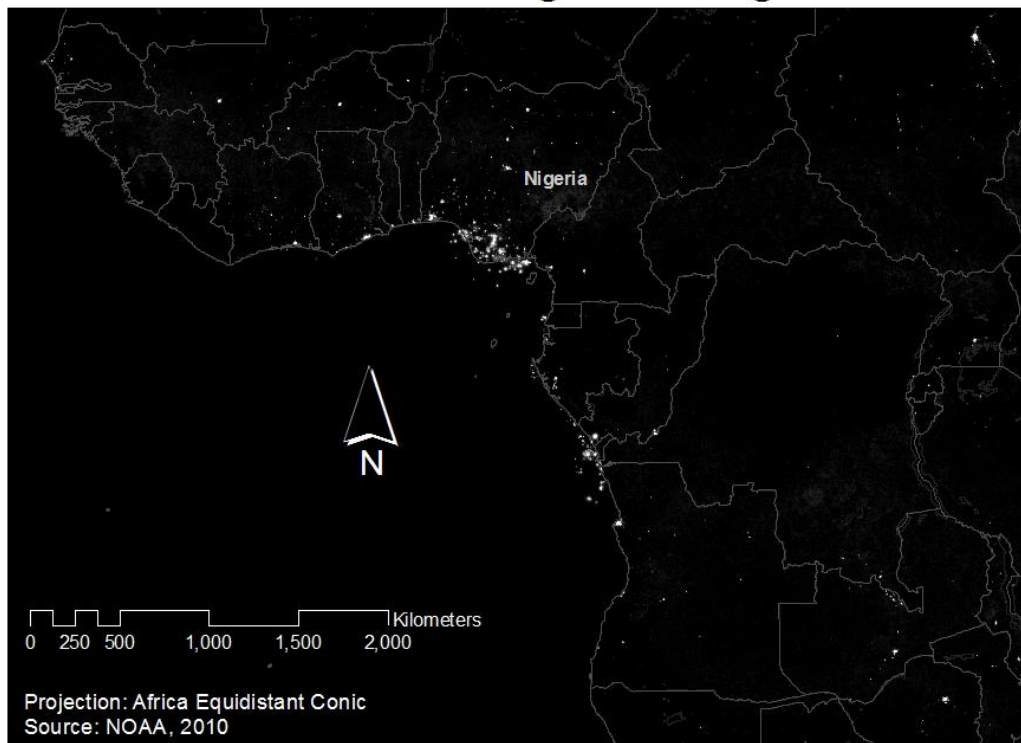 Nigeria
N
Kilometers
0 250 500 1,000 1,500 2,000
Projection: Africa Equidistant Conic
Source: NOAA, 2010